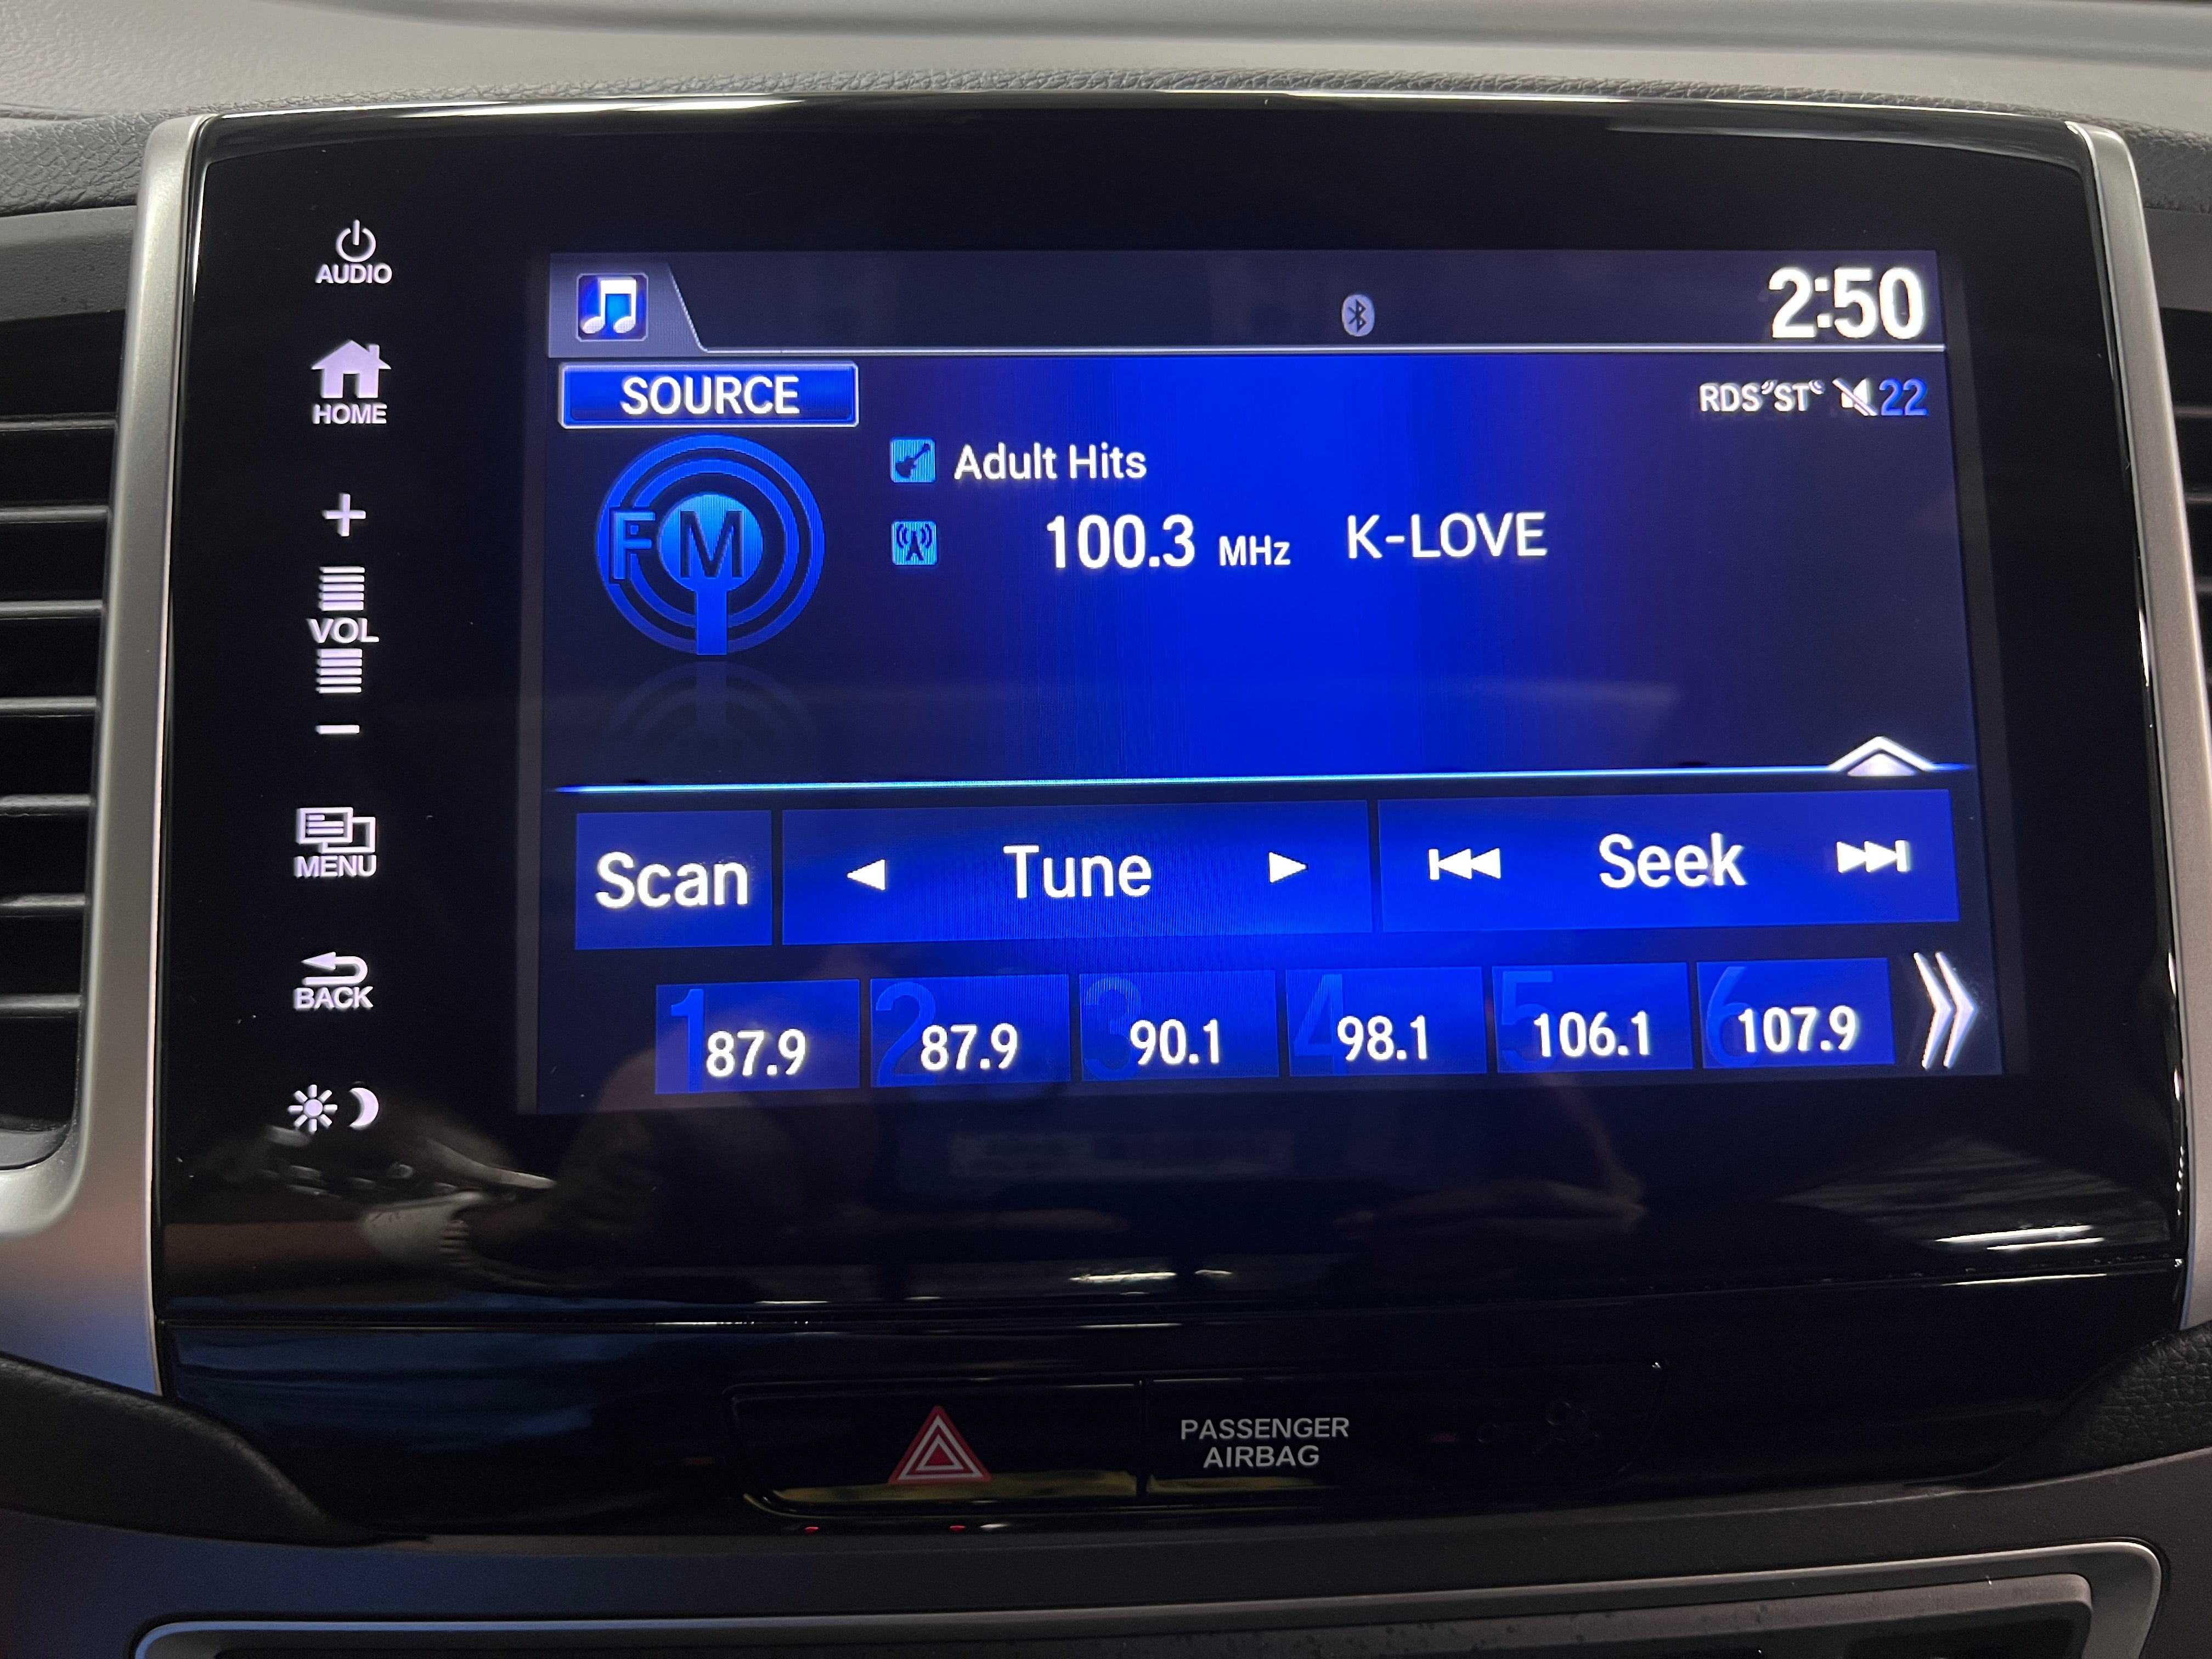 AUDIO
HOME
+
VOL
−
MENU
BACK
2:50
SOURCE
RDS ST 22
Adult Hits
FM
100.3 MHz K-LOVE
Scan
Tune
Seek
1 87.9
2 87.9
3 90.1
4 98.1
5 106.1
6 107.9
PASSENGER
AIRBAG